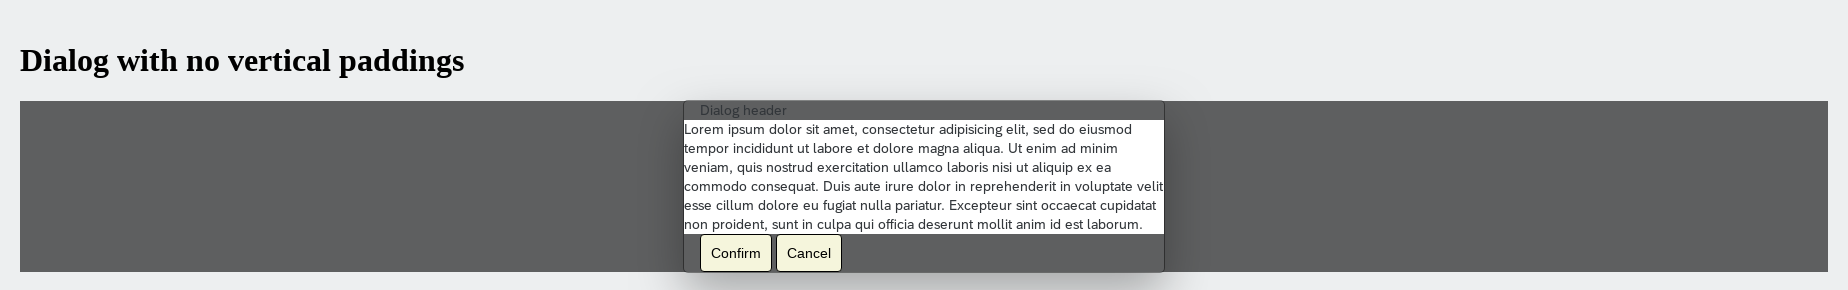 Dialog with no vertical paddings
Dialog header
Lorem ipsum dolor sit amet, consectetur adipisicing elit, sed do eiusmod
tempor incididunt ut labore et dolore magna aliqua. Ut enim ad minim
veniam, quis nostrud exercitation ullamco laboris nisi ut aliquip ex ea
commodo consequat. Duis aute irure dolor in reprehenderit in voluptate velit
esse cillum dolore eu fugiat nulla pariatur. Excepteur sint occaecat cupidatat
non proident, sunt in culpa qui officia deserunt mollit anim id est laborum.
Confirm Cancel